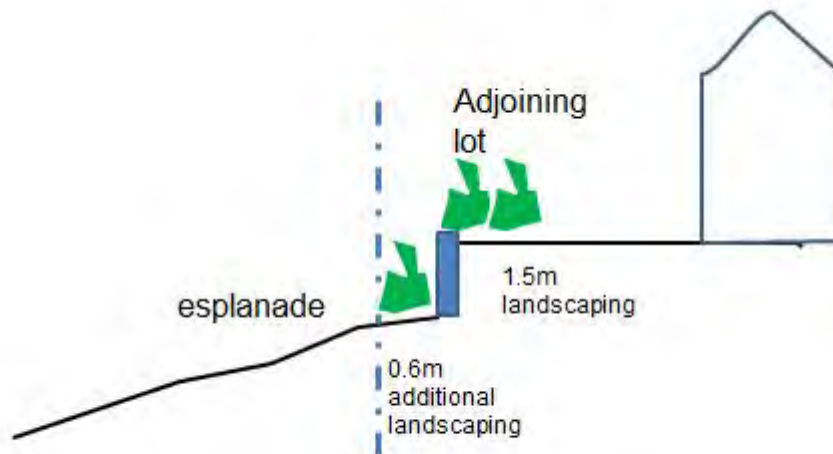 Adjoining
lot
1.5m
landscaping
esplanade
0.6m
additional
landscaping